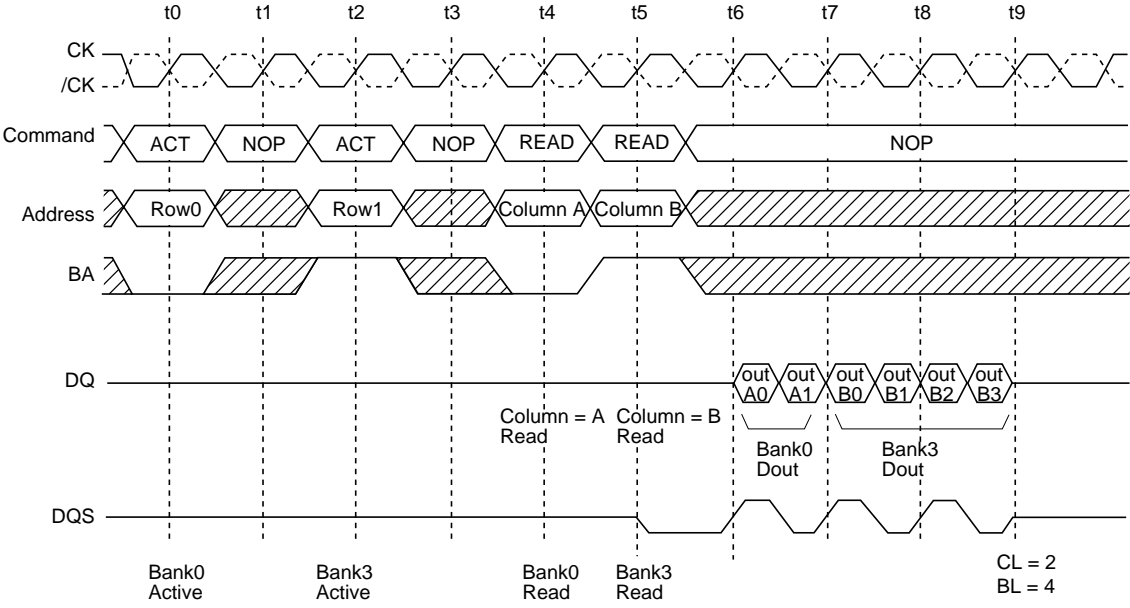 t0 t1 t2 t3 t4 t5 t6 t7 t8 t9
CK
/CK
Command ACT NOP ACT NOP READ READ NOP
Address Row0 Row1 Column A Column B
BA
DQ out out out out out out
A0 A1 B0 B1 B2 B3
Column = A Column = B
Read Read
Bank0 Bank3
Dout Dout
DQS
CL = 2
Bank0 Bank3 Bank0 Bank3
Active Active Read Read
BL = 4